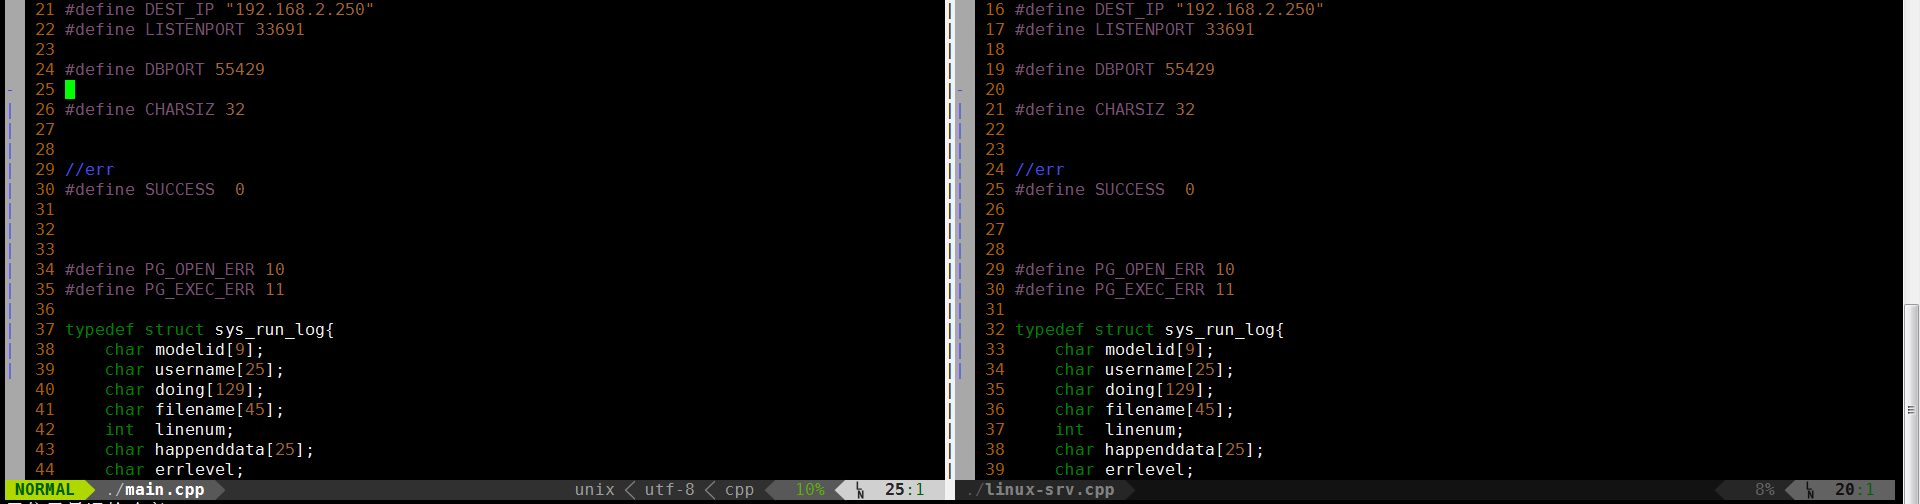 21 #define DEST_IP "192.168.2.250"
22 #define LISTENPORT 33691
23
24 #define DBPORT 55429
25
26 #define CHARSIZ 32
27
28
29 //err
30 #define SUCCESS  0
31
32
33
34 #define PG_OPEN_ERR 10
35 #define PG_EXEC_ERR 11
36
37 typedef struct sys_run_log{
38     char modelid[9];
39     char username[25];
40     char doing[129];
41     char filename[45];
42     int  linenum;
43     char happenddata[25];
44     char errlevel;
NORMAL ./main.cpp unix < utf-8 < cpp 10% LN 25:1
16 #define DEST_IP "192.168.2.250"
17 #define LISTENPORT 33691
18
19 #define DBPORT 55429
20
21 #define CHARSIZ 32
22
23
24 //err
25 #define SUCCESS  0
26
27
28
29 #define PG_OPEN_ERR 10
30 #define PG_EXEC_ERR 11
31
32 typedef struct sys_run_log{
33     char modelid[9];
34     char username[25];
35     char doing[129];
36     char filename[45];
37     int  linenum;
38     char happenddata[25];
39     char errlevel;
./linux-srv.cpp 8% LN 20:1